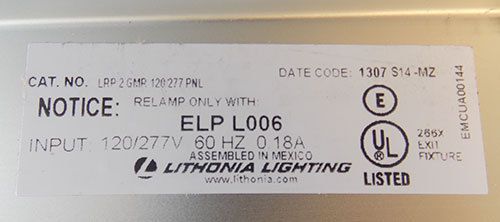 CAT. NO. LRP 2 GMR 120/277 PNL
DATE CODE: 1307 S14-MZ
NOTICE: RELAMP ONLY WITH:
ELP L006
INPUT: 120/277V 60 HZ 0.18A
ASSEMBLED IN MEXICO
LITHONIA LIGHTING
www.lithonia.com
E
UL
LISTED
266X
EXIT
FIXTURE
EMCUA00144